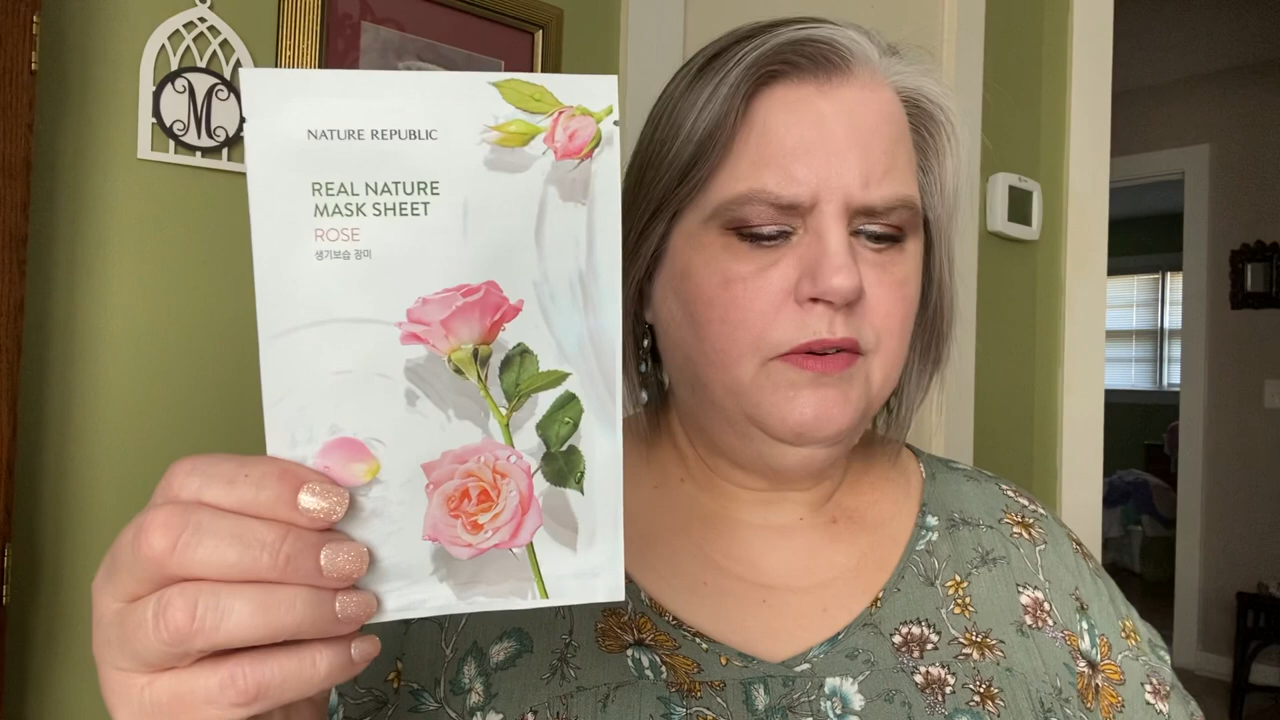 M
NATURE REPUBLIC
REAL NATURE
MASK SHEET
ROSE
생기보습 장미